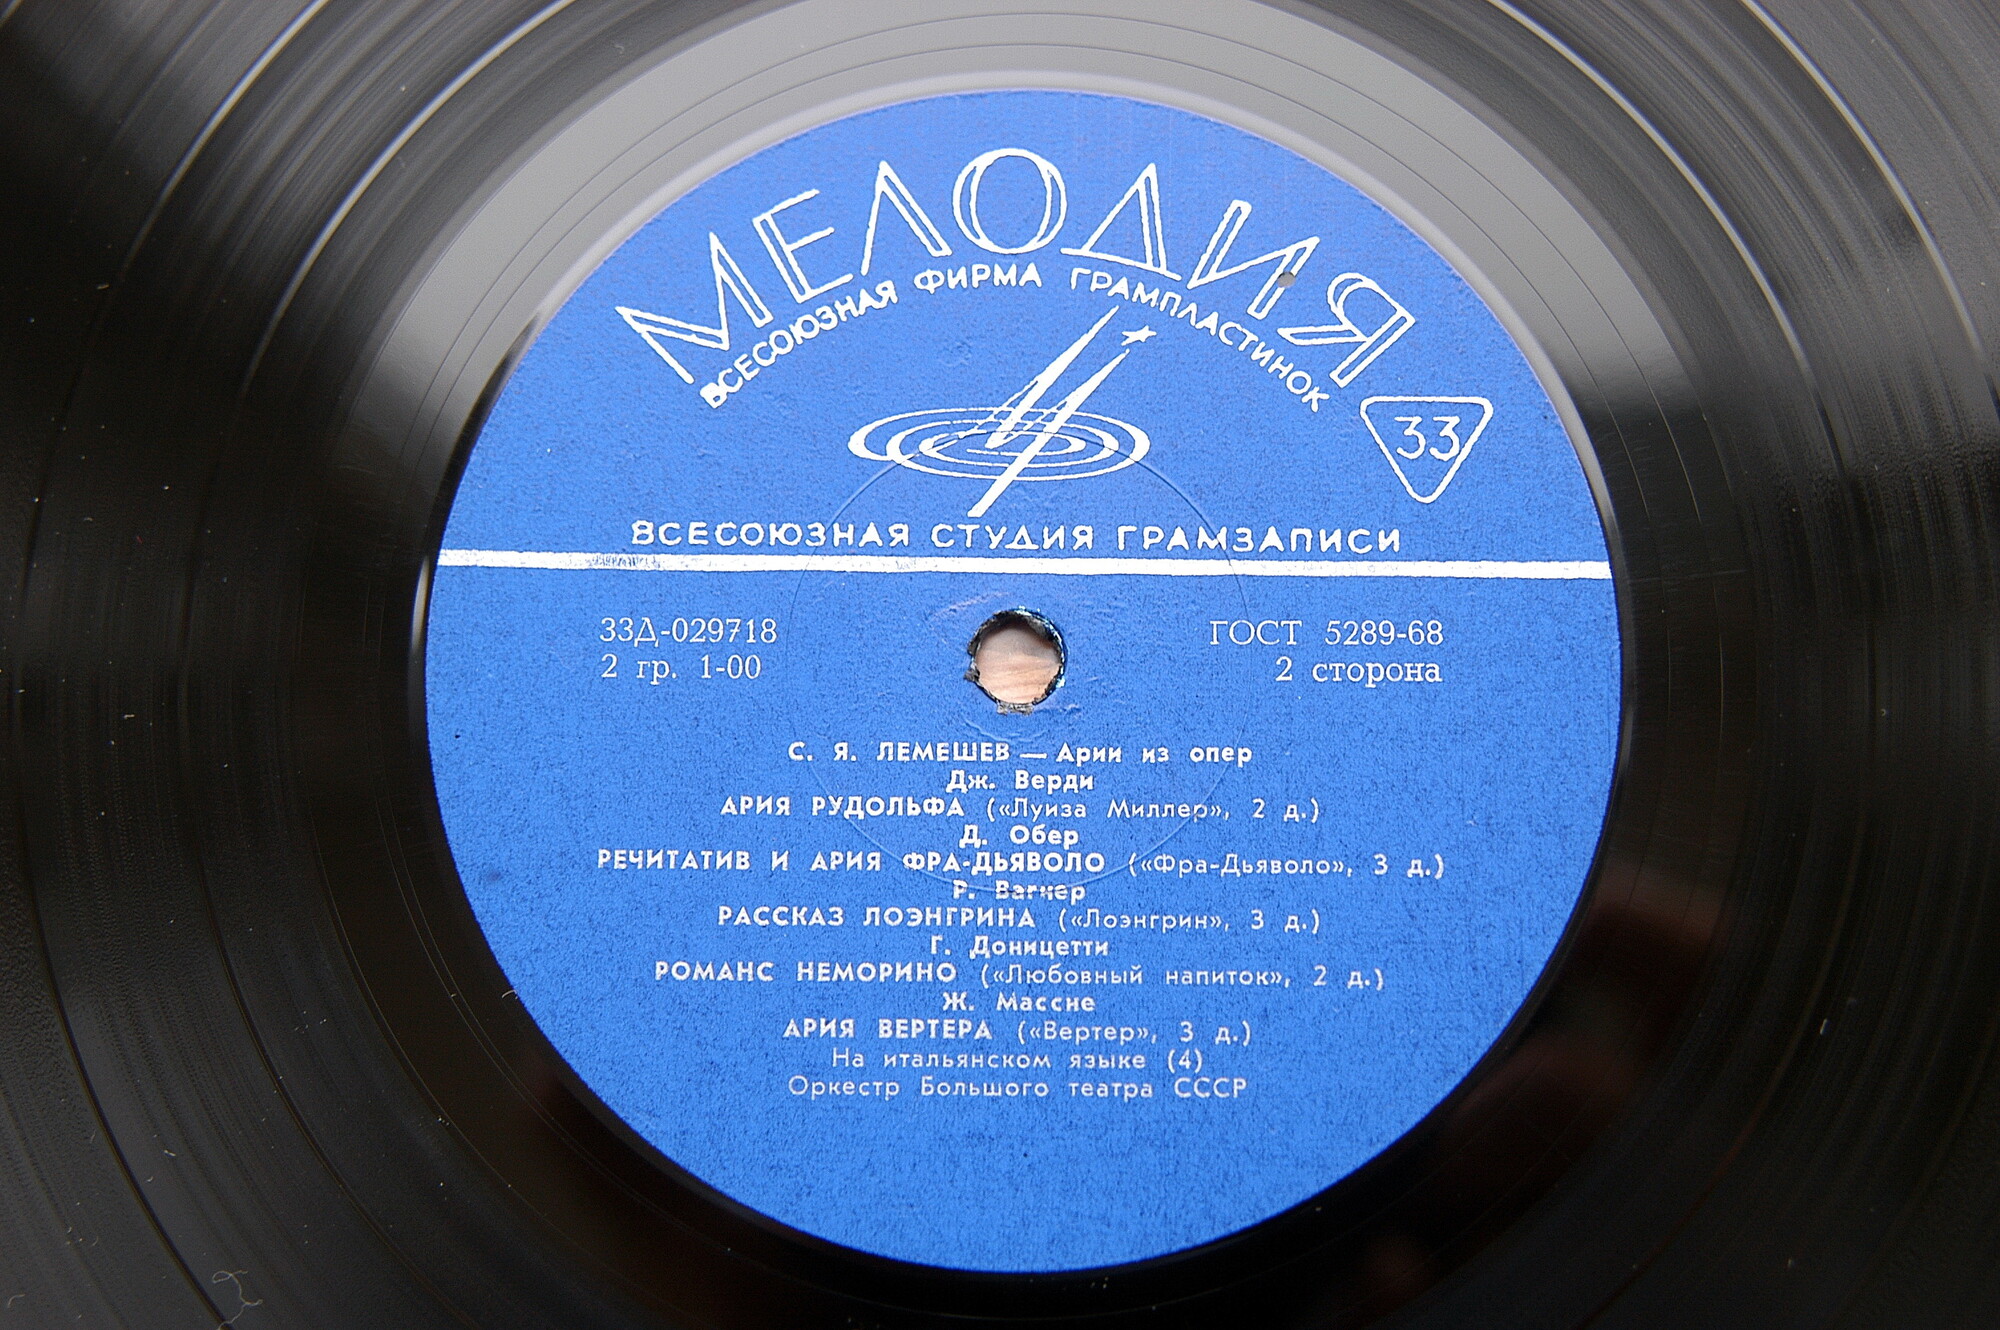 МЕЛОДИЯ
ВСЕСОЮЗНАЯ ФИРМА ГРАМПЛАСТИНОК
33
ВСЕСОЮЗНАЯ СТУДИЯ ГРАМЗАПИСИ
33Д-029718
2 гр. 1-00
ГОСТ 5289-68
2 сторона
С. Я. ЛЕМЕШЕВ — Арии из опер
Дж. Верди
АРИЯ РУДОЛЬФА («Луиза Миллер», 2 д.)
Д. Обер
РЕЧИТАТИВ И АРИЯ ФРА-ДЬЯВОЛО («Фра-Дьяволо», 3 д.)
Р. Вагнер
РАССКАЗ ЛОЭНГРИНА («Лоэнгрин», 3 д.)
Г. Доницетти
РОМАНС НЕМОРИНО («Любовный напиток», 2 д.)
Ж. Массне
АРИЯ ВЕРТЕРА («Вертер», 3 д.)
На итальянском языке (4)
Оркестр Большого театра СССР